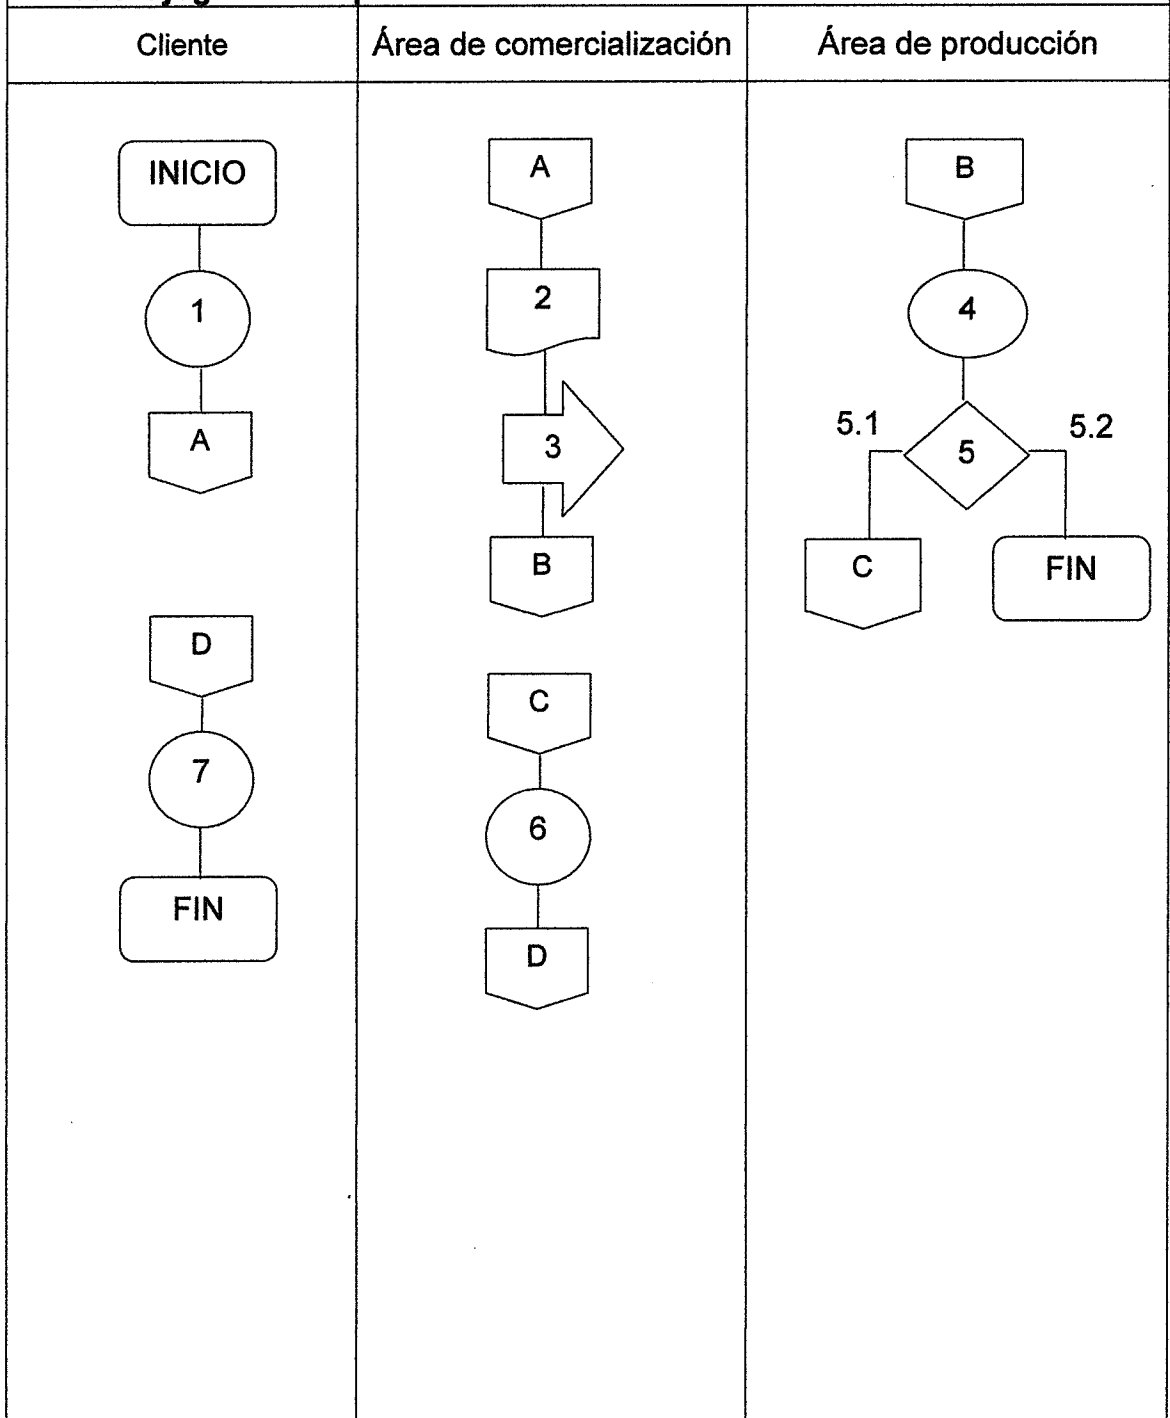 Cliente
Área de comercialización
Área de producción
INICIO
1
A
D
7
FIN
A
2
3
B
C
6
D
B
4
5.1
5
5.2
C
FIN